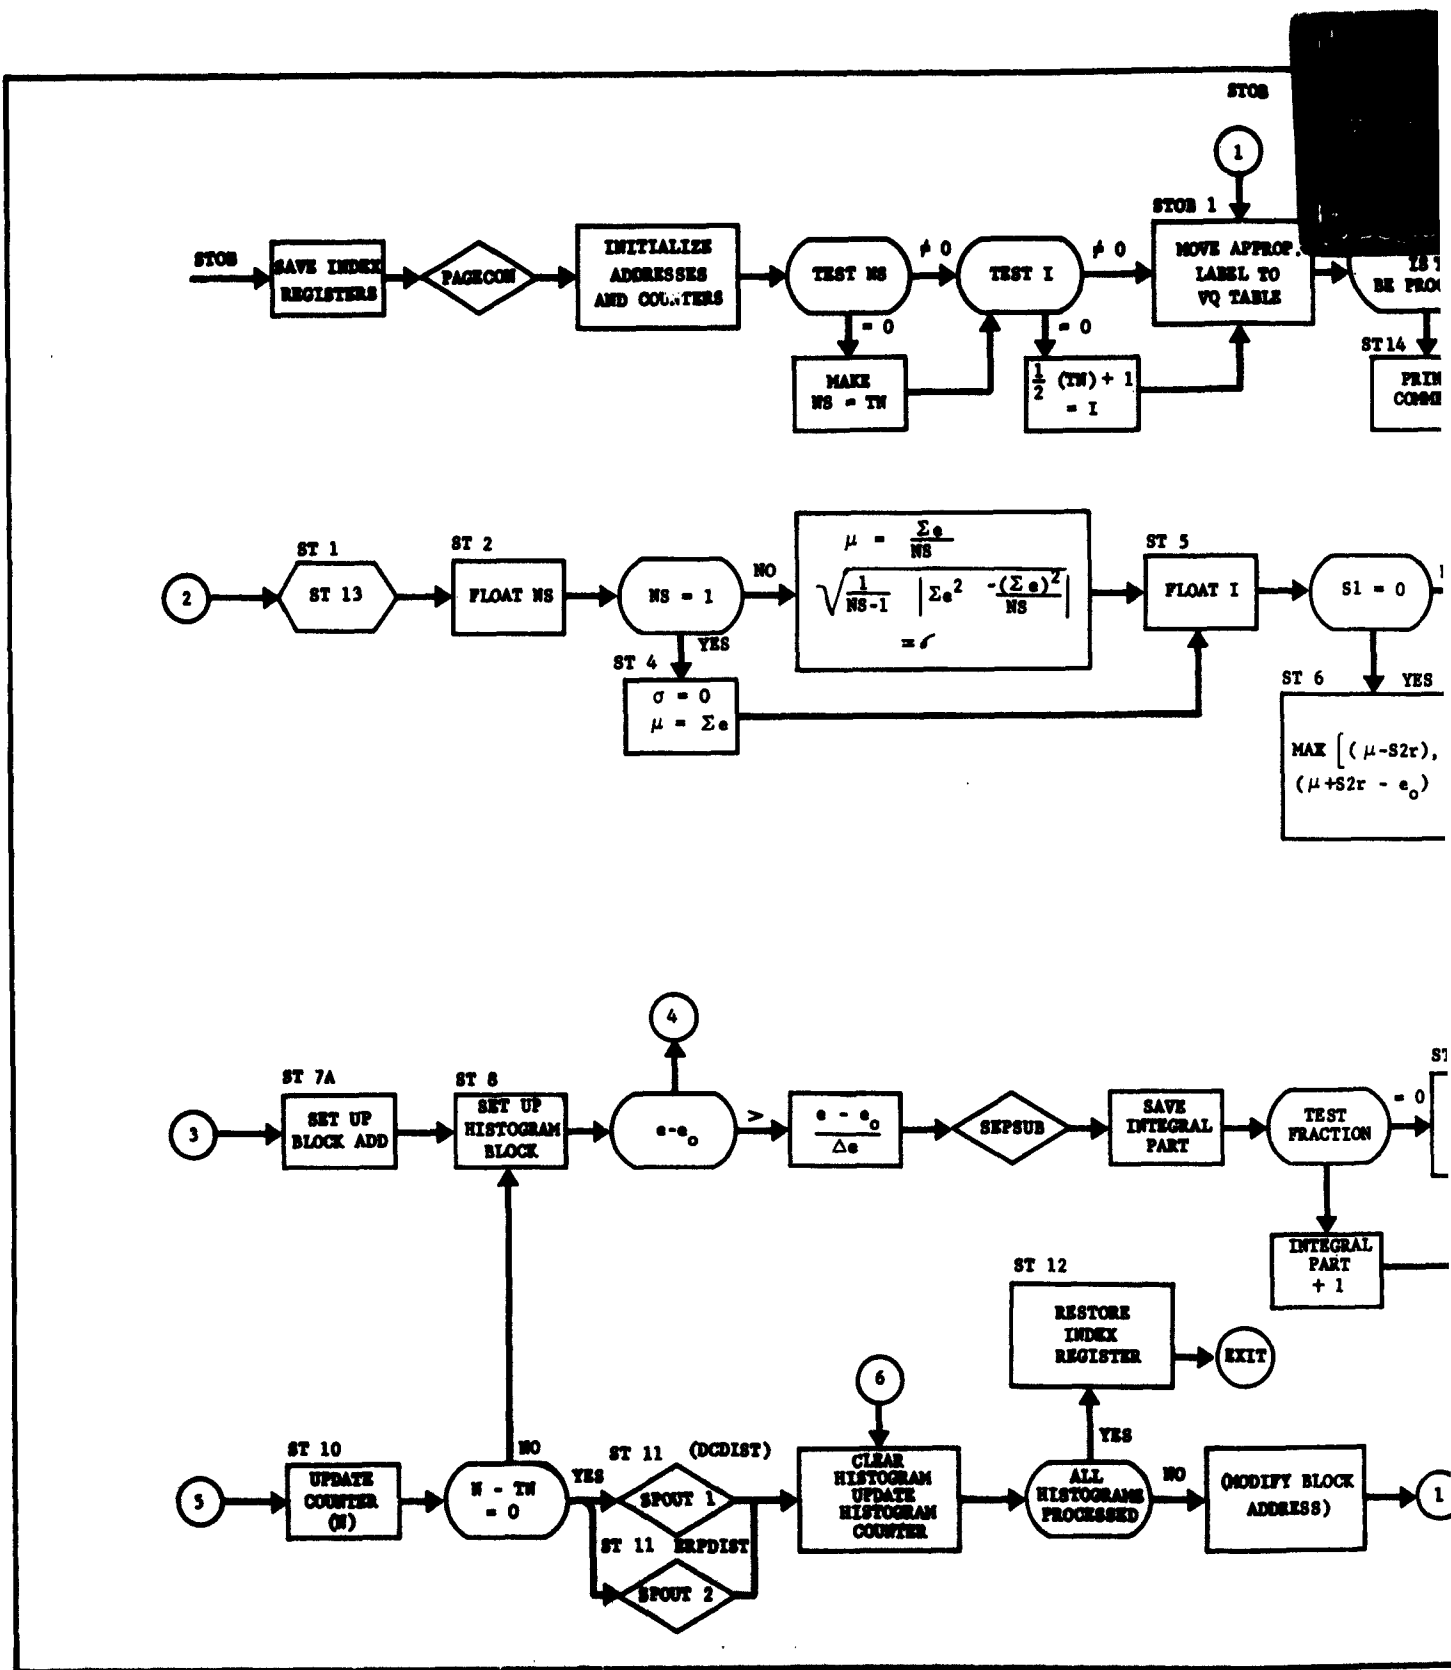 STOB
1
STOB 1
STOB
SAVE INDEX
REGISTERS
PAGECON
INITIALIZE
ADDRESSES
AND COUNTERS
TEST NS
≠ 0
TEST I
≠ 0
MOVE APPROP.
LABEL TO
VQ TABLE
IS
BE
= 0
= 0
ST 14
MAKE
NS = TN
1/2 (TN) + 1
= I
2
ST 1
ST 13
ST 2
FLOAT NS
NS = 1
NO
YES
μ = Σe / NS
√ 1/(NS-1) |Σe² -(Σe)²/NS|
= σ
ST 4
σ = 0
μ = Σe
ST 5
FLOAT I
S1 = 0
ST 6
YES
MAX [(μ-S2r),
(μ+S2r - e₀)
4
3
ST 7A
SET UP
BLOCK ADD
ST 8
SET UP
HISTOGRAM
BLOCK
e-e₀
>
e - e₀
Δe
SEPSUB
SAVE
INTEGRAL
PART
TEST
FRACTION
= 0
INTEGRAL
PART
+ 1
ST 12
RESTORE
INDEX
REGISTER
EXIT
6
YES
5
ST 10
UPDATE
COUNTER
(N)
NO
N - TN
= 0
YES
ST 11 (DCDIST)
SPOUT 1
ST 11 ERPDIST
SPOUT 2
CLEAR
HISTOGRAM
UPDATE
HISTOGRAM
COUNTER
ALL
HISTOGRAMS
PROCESSED
NO
(MODIFY BLOCK
ADDRESS)
1